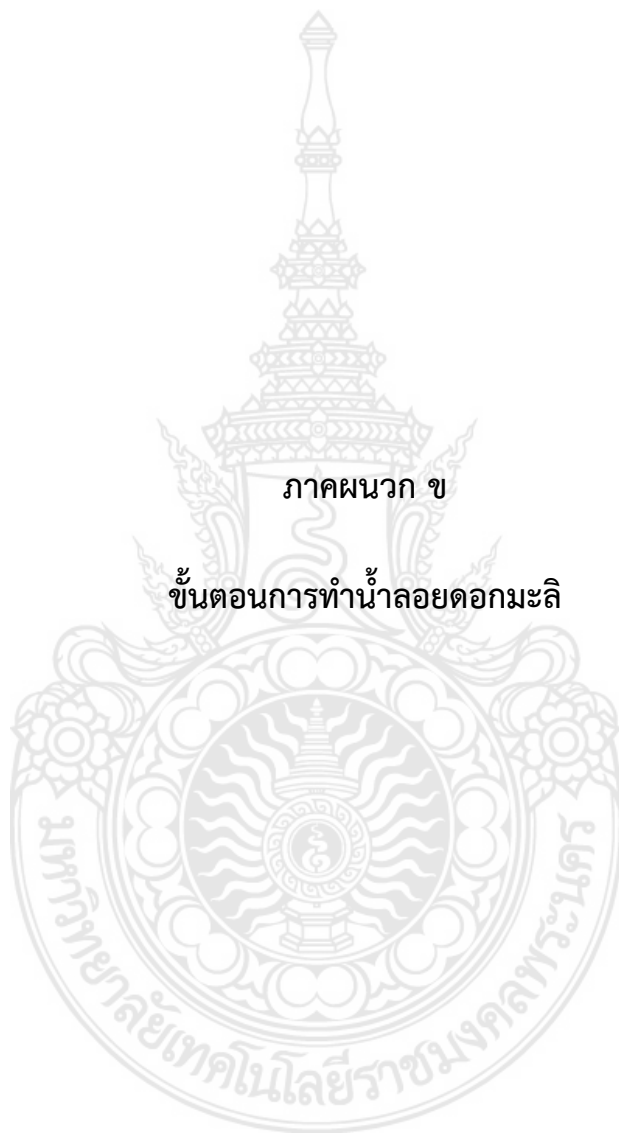 ภาคผนวก ข
ขั้นตอนการทำน้ำลอยดอกมะลิ
มหาวิทยาลัยเทคโนโลยีราชมงคลพระนคร